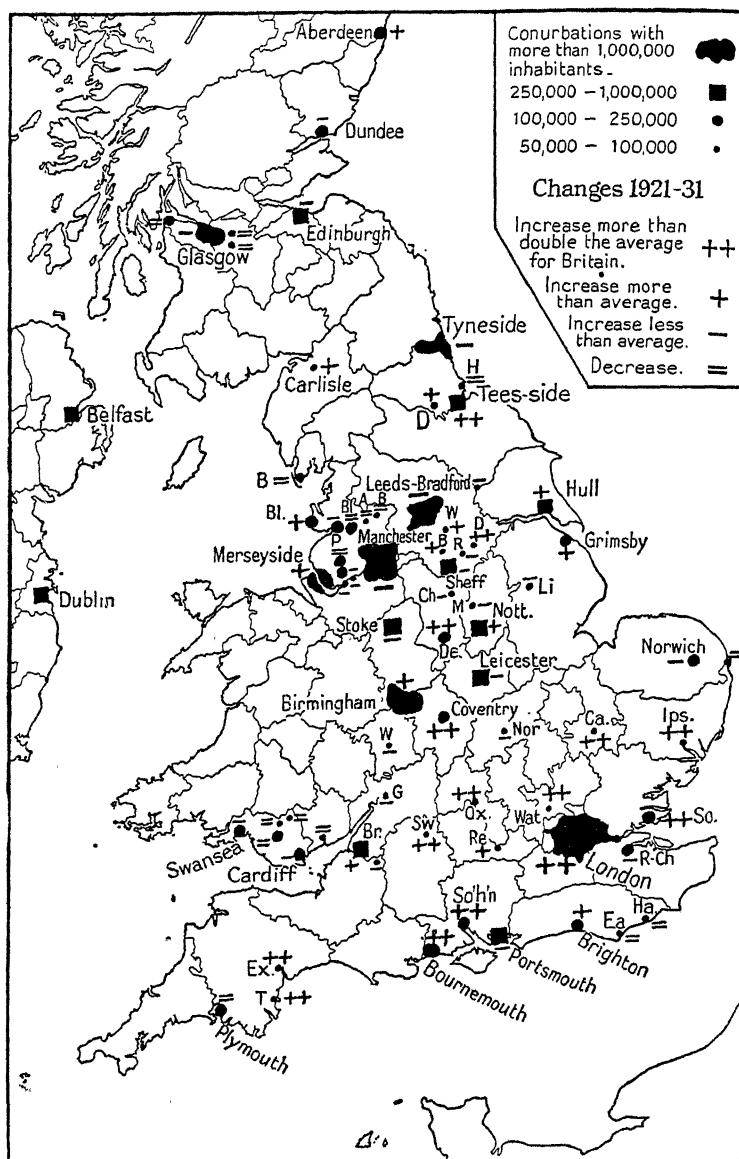 Conurbations with
more than 1,000,000
inhabitants.
250,000 – 1,000,000
100,000 – 250,000
50,000 – 100,000
Changes 1921-31
Increase more than
double the average
for Britain.
++
Increase more
than average.
+
Increase less
than average.
–
Decrease.
=
Aberdeen
+
Dundee
–
Edinburgh
–
Glasgow
–
Tyneside
–
H
=
Carlisle
+
Tees-side
++
D
+
Belfast
B =
Leeds-Bradford
–
Hull
+
Bl.
+
Bl.
A
B
W
+
D
++
Grimsby
+
P
=
Manchester
–
B
+
R
–
Merseyside
+
Sheff
–
Dublin
Ch –
Li
–
M –
Stoke
–
Nott.
+
De.
++
Leicester
–
Norwich
–
Birmingham
+
Coventry
++
Nor
–
Ca.
++
Ips.
++
W
–
G
–
Ox.
++
Wat
++
So.
++
Swansea
=
Br.
+
Sw
++
Re
+
Cardiff
–
London
++
R-Ch
–
So'h'n
++
Ha.
=
Ea
=
Brighton
+
Portsmouth
–
Bournemouth
++
Ex.
++
T
++
Plymouth
=